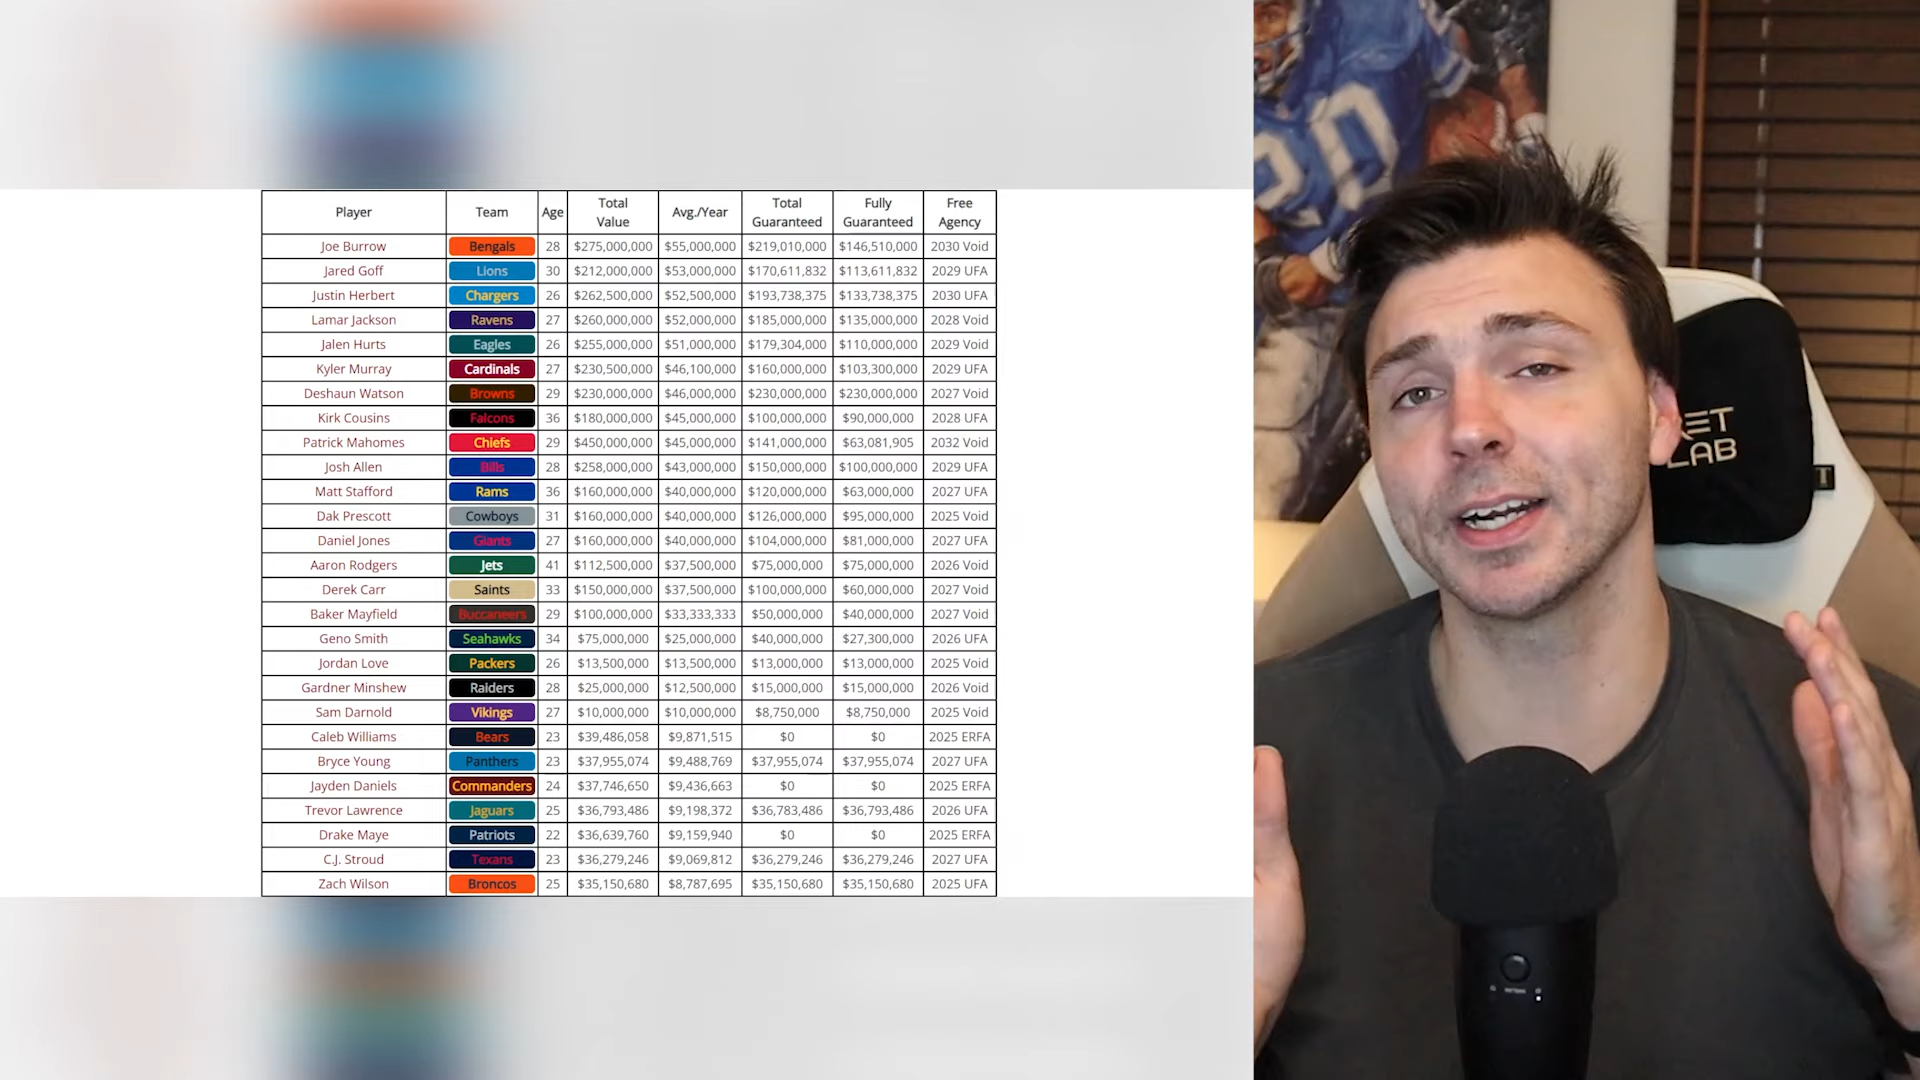 Player Team Age Total Value Avg./Year Total Guaranteed Fully Guaranteed Free Agency
Joe Burrow Bengals 28 $275,000,000 $55,000,000 $219,010,000 $146,510,000 2030 Void
Jared Goff Lions 30 $212,000,000 $53,000,000 $170,611,832 $113,611,832 2029 UFA
Justin Herbert Chargers 26 $262,500,000 $52,500,000 $193,738,375 $133,738,375 2030 UFA
Lamar Jackson Ravens 27 $260,000,000 $52,000,000 $185,000,000 $135,000,000 2028 Void
Jalen Hurts Eagles 26 $255,000,000 $51,000,000 $179,304,000 $110,000,000 2029 Void
Kyler Murray Cardinals 27 $230,500,000 $46,100,000 $160,000,000 $103,300,000 2029 UFA
Deshaun Watson Browns 29 $230,000,000 $46,000,000 $230,000,000 $230,000,000 2027 Void
Kirk Cousins Falcons 36 $180,000,000 $45,000,000 $100,000,000 $90,000,000 2028 UFA
Patrick Mahomes Chiefs 29 $450,000,000 $45,000,000 $141,000,000 $63,081,905 2032 Void
Josh Allen Bills 28 $258,000,000 $43,000,000 $150,000,000 $100,000,000 2029 UFA
Matt Stafford Rams 36 $160,000,000 $40,000,000 $120,000,000 $63,000,000 2027 UFA
Dak Prescott Cowboys 31 $160,000,000 $40,000,000 $126,000,000 $95,000,000 2025 Void
Daniel Jones Giants 27 $160,000,000 $40,000,000 $104,000,000 $81,000,000 2027 UFA
Aaron Rodgers Jets 41 $112,500,000 $37,500,000 $75,000,000 $75,000,000 2026 Void
Derek Carr Saints 33 $150,000,000 $37,500,000 $100,000,000 $60,000,000 2027 Void
Baker Mayfield Buccaneers 29 $100,000,000 $33,333,333 $50,000,000 $40,000,000 2027 Void
Geno Smith Seahawks 34 $75,000,000 $25,000,000 $40,000,000 $27,300,000 2026 UFA
Jordan Love Packers 26 $13,500,000 $13,500,000 $13,000,000 $13,000,000 2025 Void
Gardner Minshew Raiders 28 $25,000,000 $12,500,000 $15,000,000 $15,000,000 2026 Void
Sam Darnold Vikings 27 $10,000,000 $10,000,000 $8,750,000 $8,750,000 2025 Void
Caleb Williams Bears 23 $39,486,058 $9,871,515 $0 $0 2025 ERFA
Bryce Young Panthers 23 $37,955,074 $9,488,769 $37,955,074 $37,955,074 2027 UFA
Jayden Daniels Commanders 24 $37,746,650 $9,436,663 $0 $0 2025 ERFA
Trevor Lawrence Jaguars 25 $36,793,486 $9,198,372 $36,783,486 $36,793,486 2026 UFA
Drake Maye Patriots 22 $36,639,760 $9,159,940 $0 $0 2025 ERFA
C.J. Stroud Texans 23 $36,279,246 $9,069,812 $36,279,246 $36,279,246 2027 UFA
Zach Wilson Broncos 25 $35,150,680 $8,787,695 $35,150,680 $35,150,680 2025 UFA
20
LAB